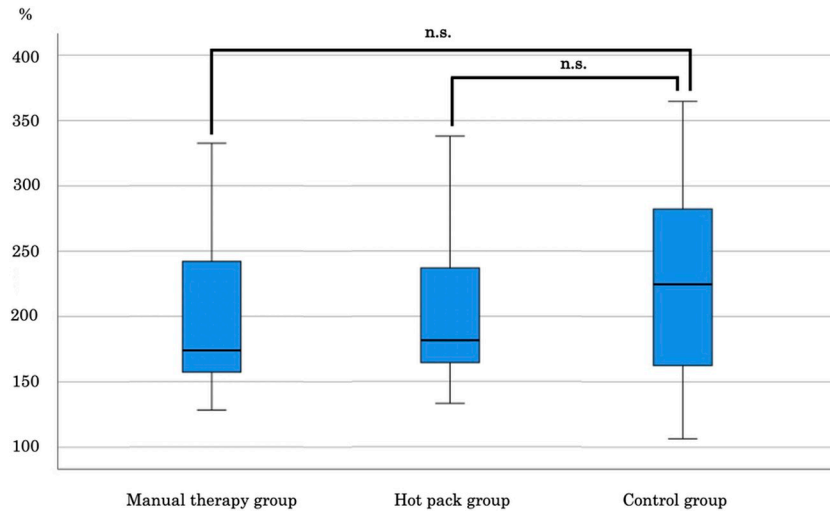 %
n.s.
n.s.
400
350
300
250
200
150
100
Manual therapy group
Hot pack group
Control group